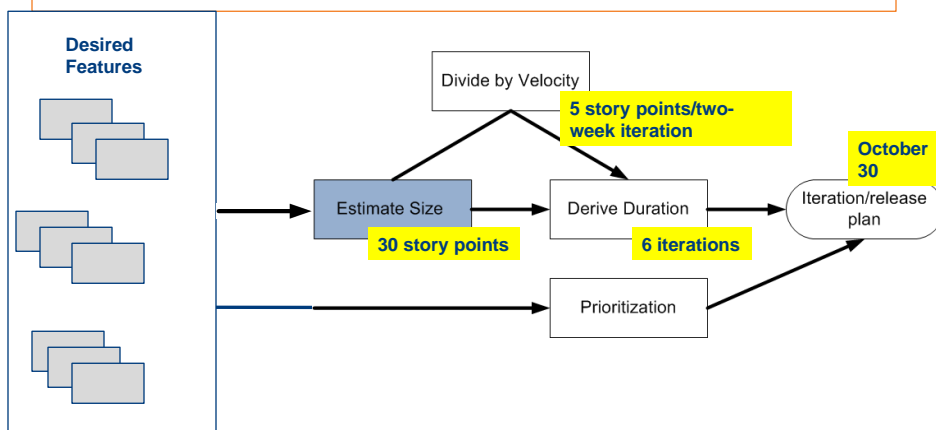 Desired
Features
Divide by Velocity
5 story points/two-
week iteration
October
30
Estimate Size
Derive Duration
Iteration/release
plan
30 story points
6 iterations
Prioritization